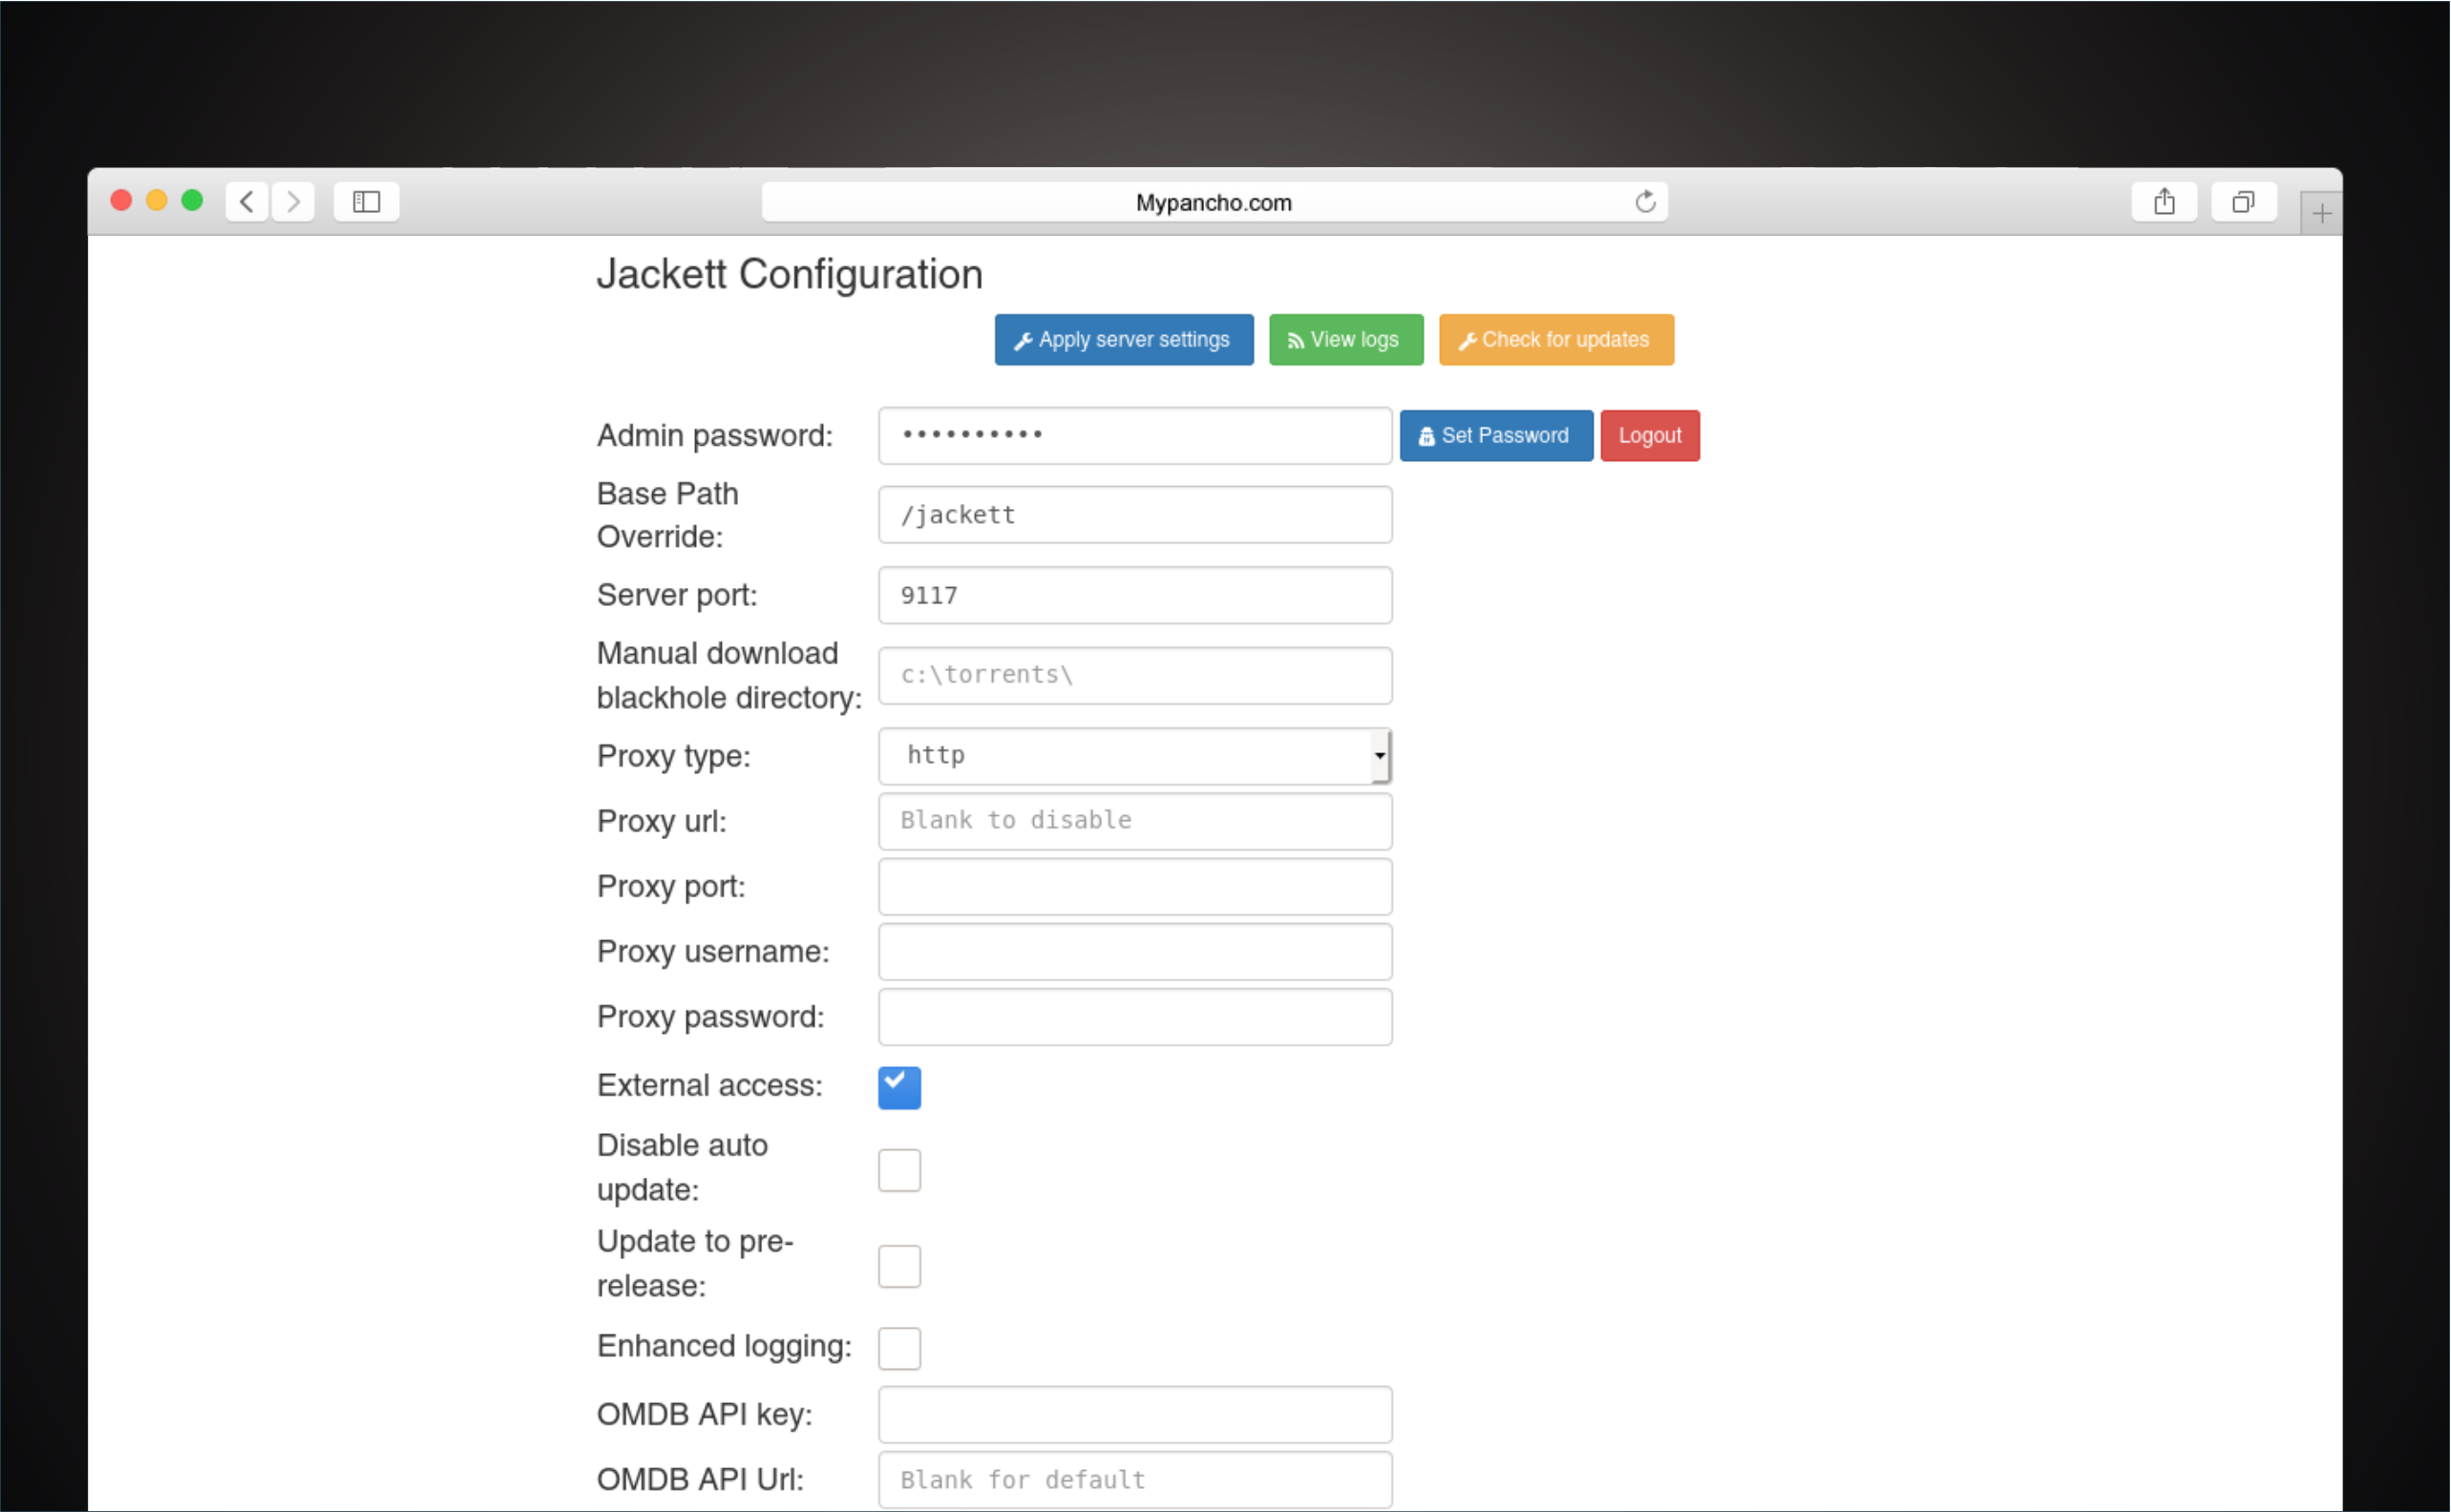 Mypancho.com
Jackett Configuration
Apply server settings View logs Check for updates
Admin password: •••••••••• Set Password Logout
Base Path
Override:
/jackett
Server port: 9117
Manual download
blackhole directory:
c:\torrents\
Proxy type: http
Proxy url: Blank to disable
Proxy port:
Proxy username:
Proxy password:
External access:
Disable auto
update:
Update to pre-
release:
Enhanced logging:
OMDB API key:
OMDB API Url: Blank for default